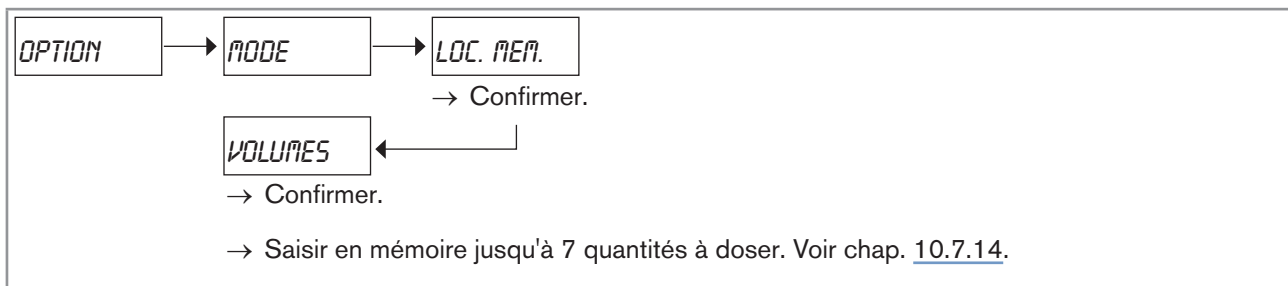 OPTION MODE LOC. MEM.
→ Confirmer.
VOLUMES
→ Confirmer.
→ Saisir en mémoire jusqu'à 7 quantités à doser. Voir chap. 10.7.14.